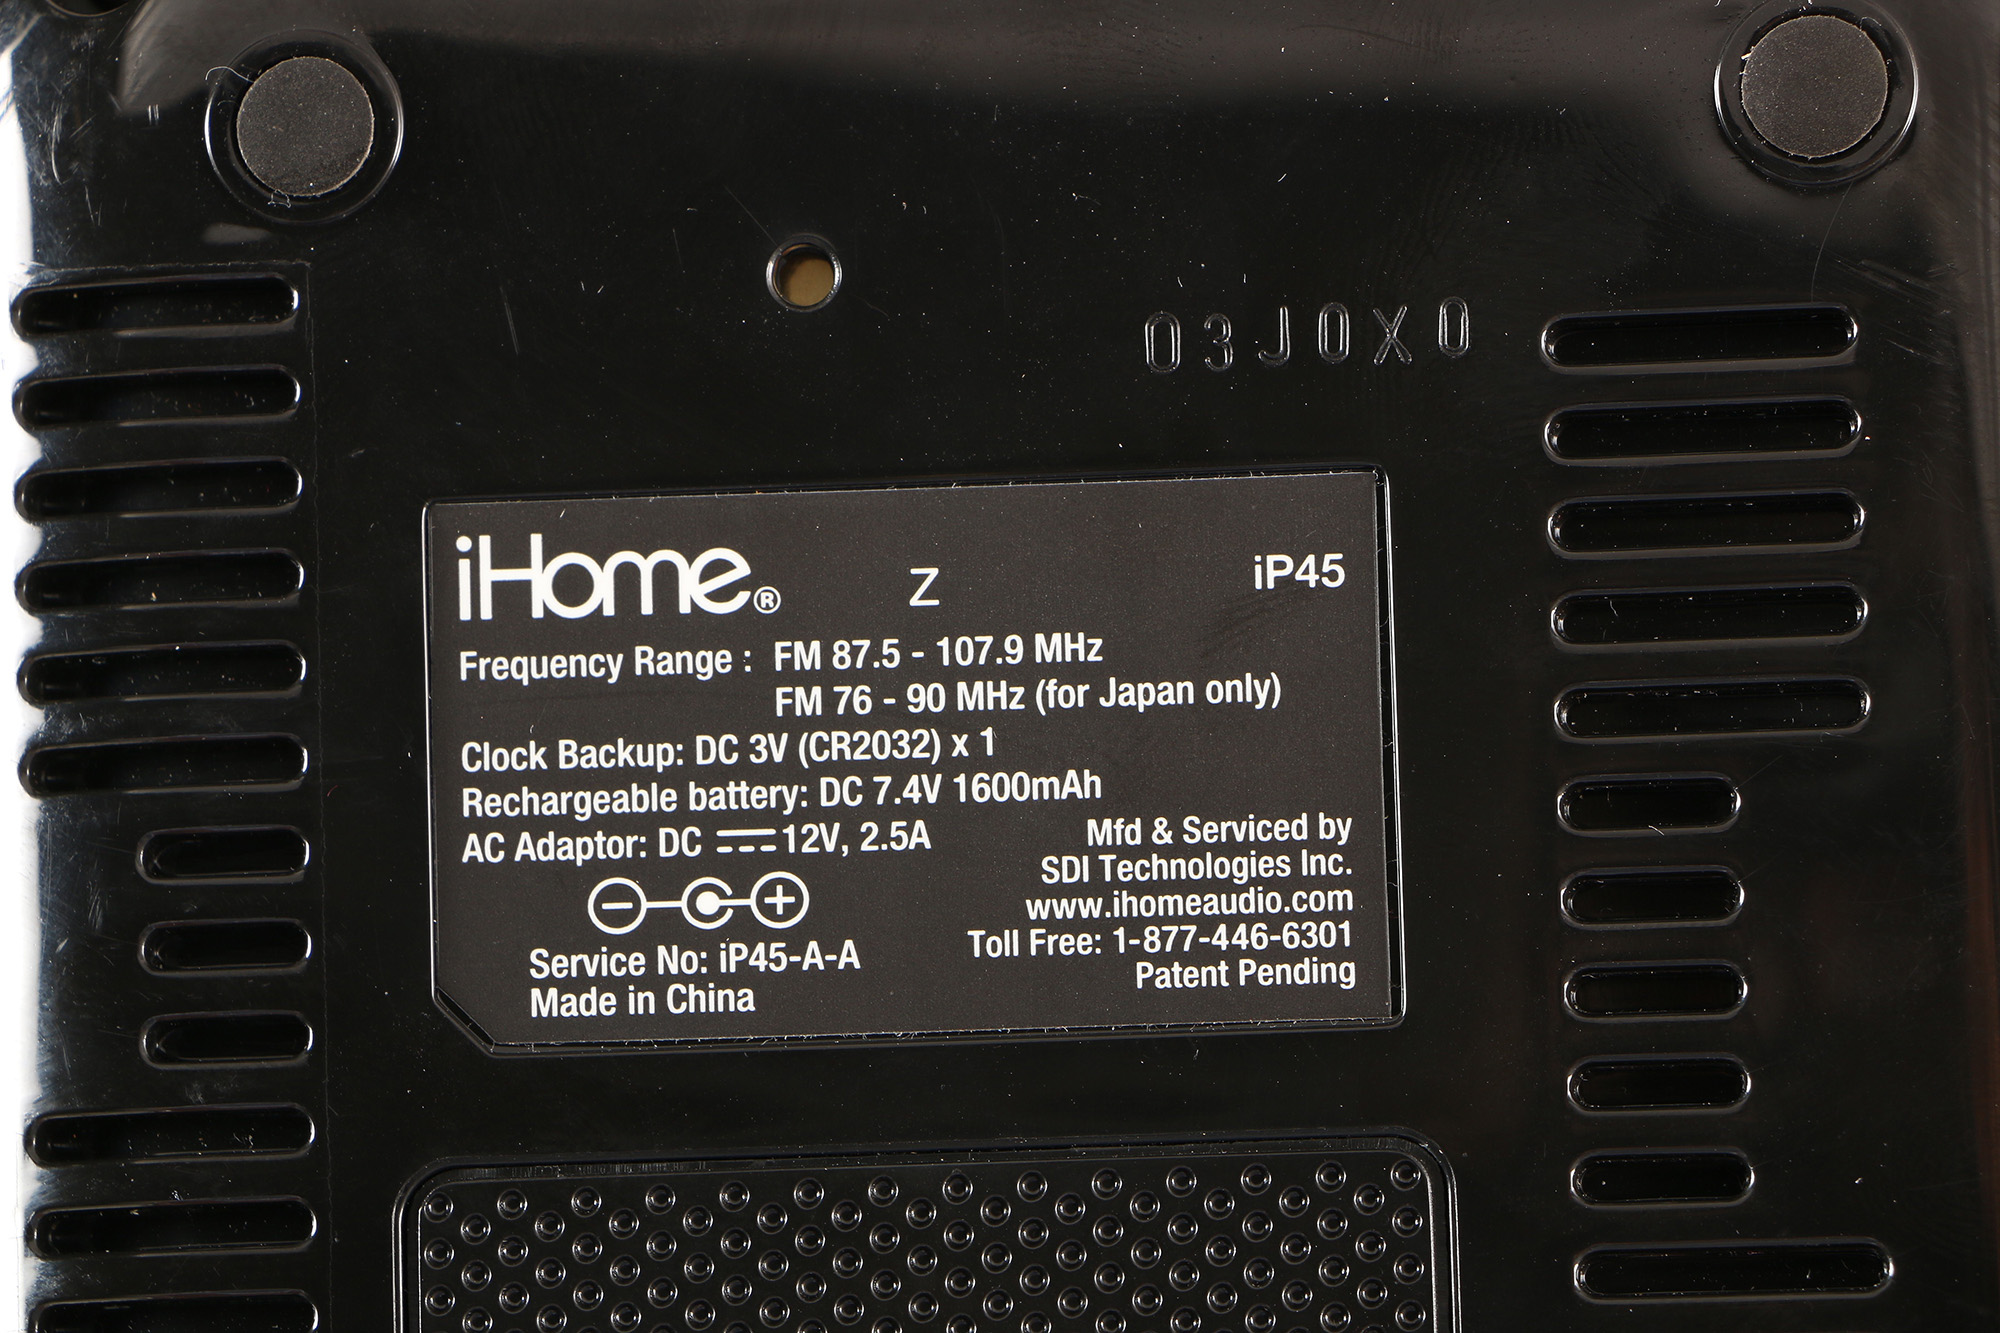 03J0X0
iHome® Z iP45
Frequency Range : FM 87.5 - 107.9 MHz
FM 76 - 90 MHz (for Japan only)
Clock Backup: DC 3V (CR2032) x 1
Rechargeable battery: DC 7.4V 1600mAh
AC Adaptor: DC ⎓ 12V, 2.5A
Service No: iP45-A-A
Made in China
Mfd & Serviced by
SDI Technologies Inc.
www.ihomeaudio.com
Toll Free: 1-877-446-6301
Patent Pending